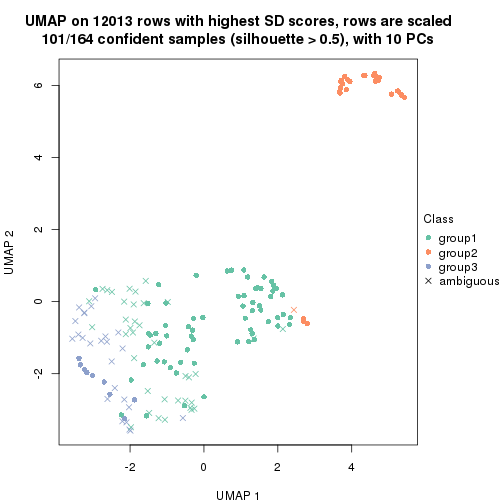 UMAP on 12013 rows with highest SD scores, rows are scaled
101/164 confident samples (silhouette > 0.5), with 10 PCs
6
4
2
0
-2
UMAP 2
-2
0
2
4
UMAP 1
Class
group1
group2
group3
ambiguous